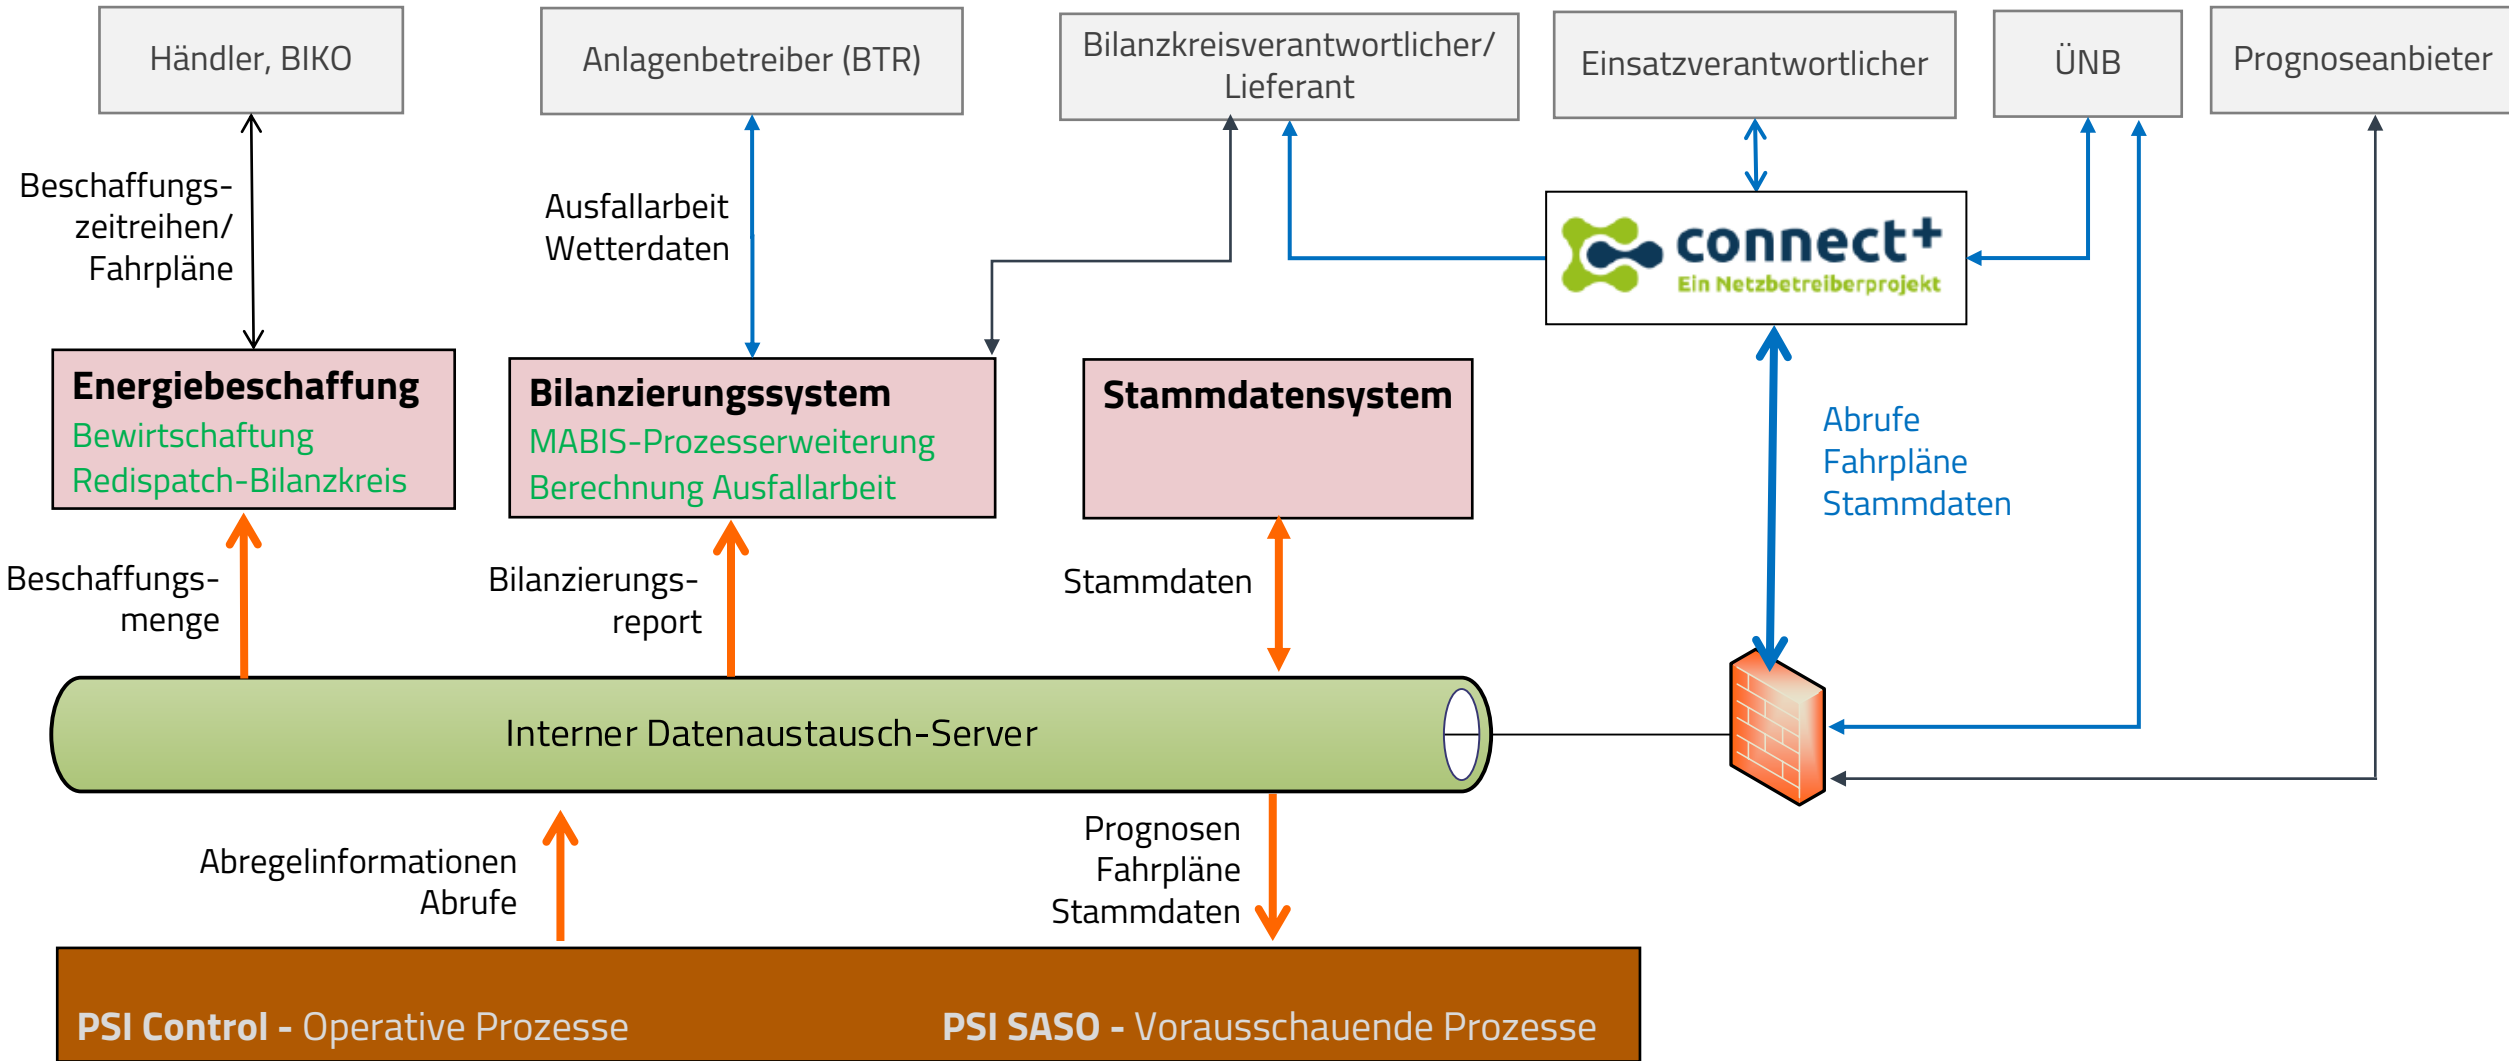 Händler, BIKO
Anlagenbetreiber (BTR)
Bilanzkreisverantwortlicher/
Lieferant
Einsatzverantwortlicher
ÜNB
Prognoseanbieter
Beschaffungs-
zeitreihen/
Fahrpläne
Ausfallarbeit
Wetterdaten
connect+
Ein Netzbetreiberprojekt
Energiebeschaffung
Bewirtschaftung
Redispatch-Bilanzkreis
Bilanzierungssystem
MABIS-Prozesserweiterung
Berechnung Ausfallarbeit
Stammdatensystem
Abrufe
Fahrpläne
Stammdaten
Beschaffungs-
menge
Bilanzierungs-
report
Stammdaten
Interner Datenaustausch-Server
Abregelinformationen
Abrufe
Prognosen
Fahrpläne
Stammdaten
PSI Control - Operative Prozesse
PSI SASO - Vorausschauende Prozesse